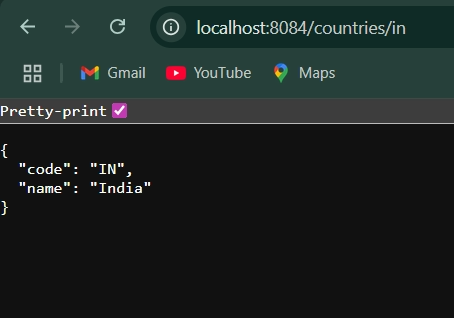 localhost:8084/countries/in
Gmail YouTube Maps
Pretty-print
{
  "code": "IN",
  "name": "India"
}